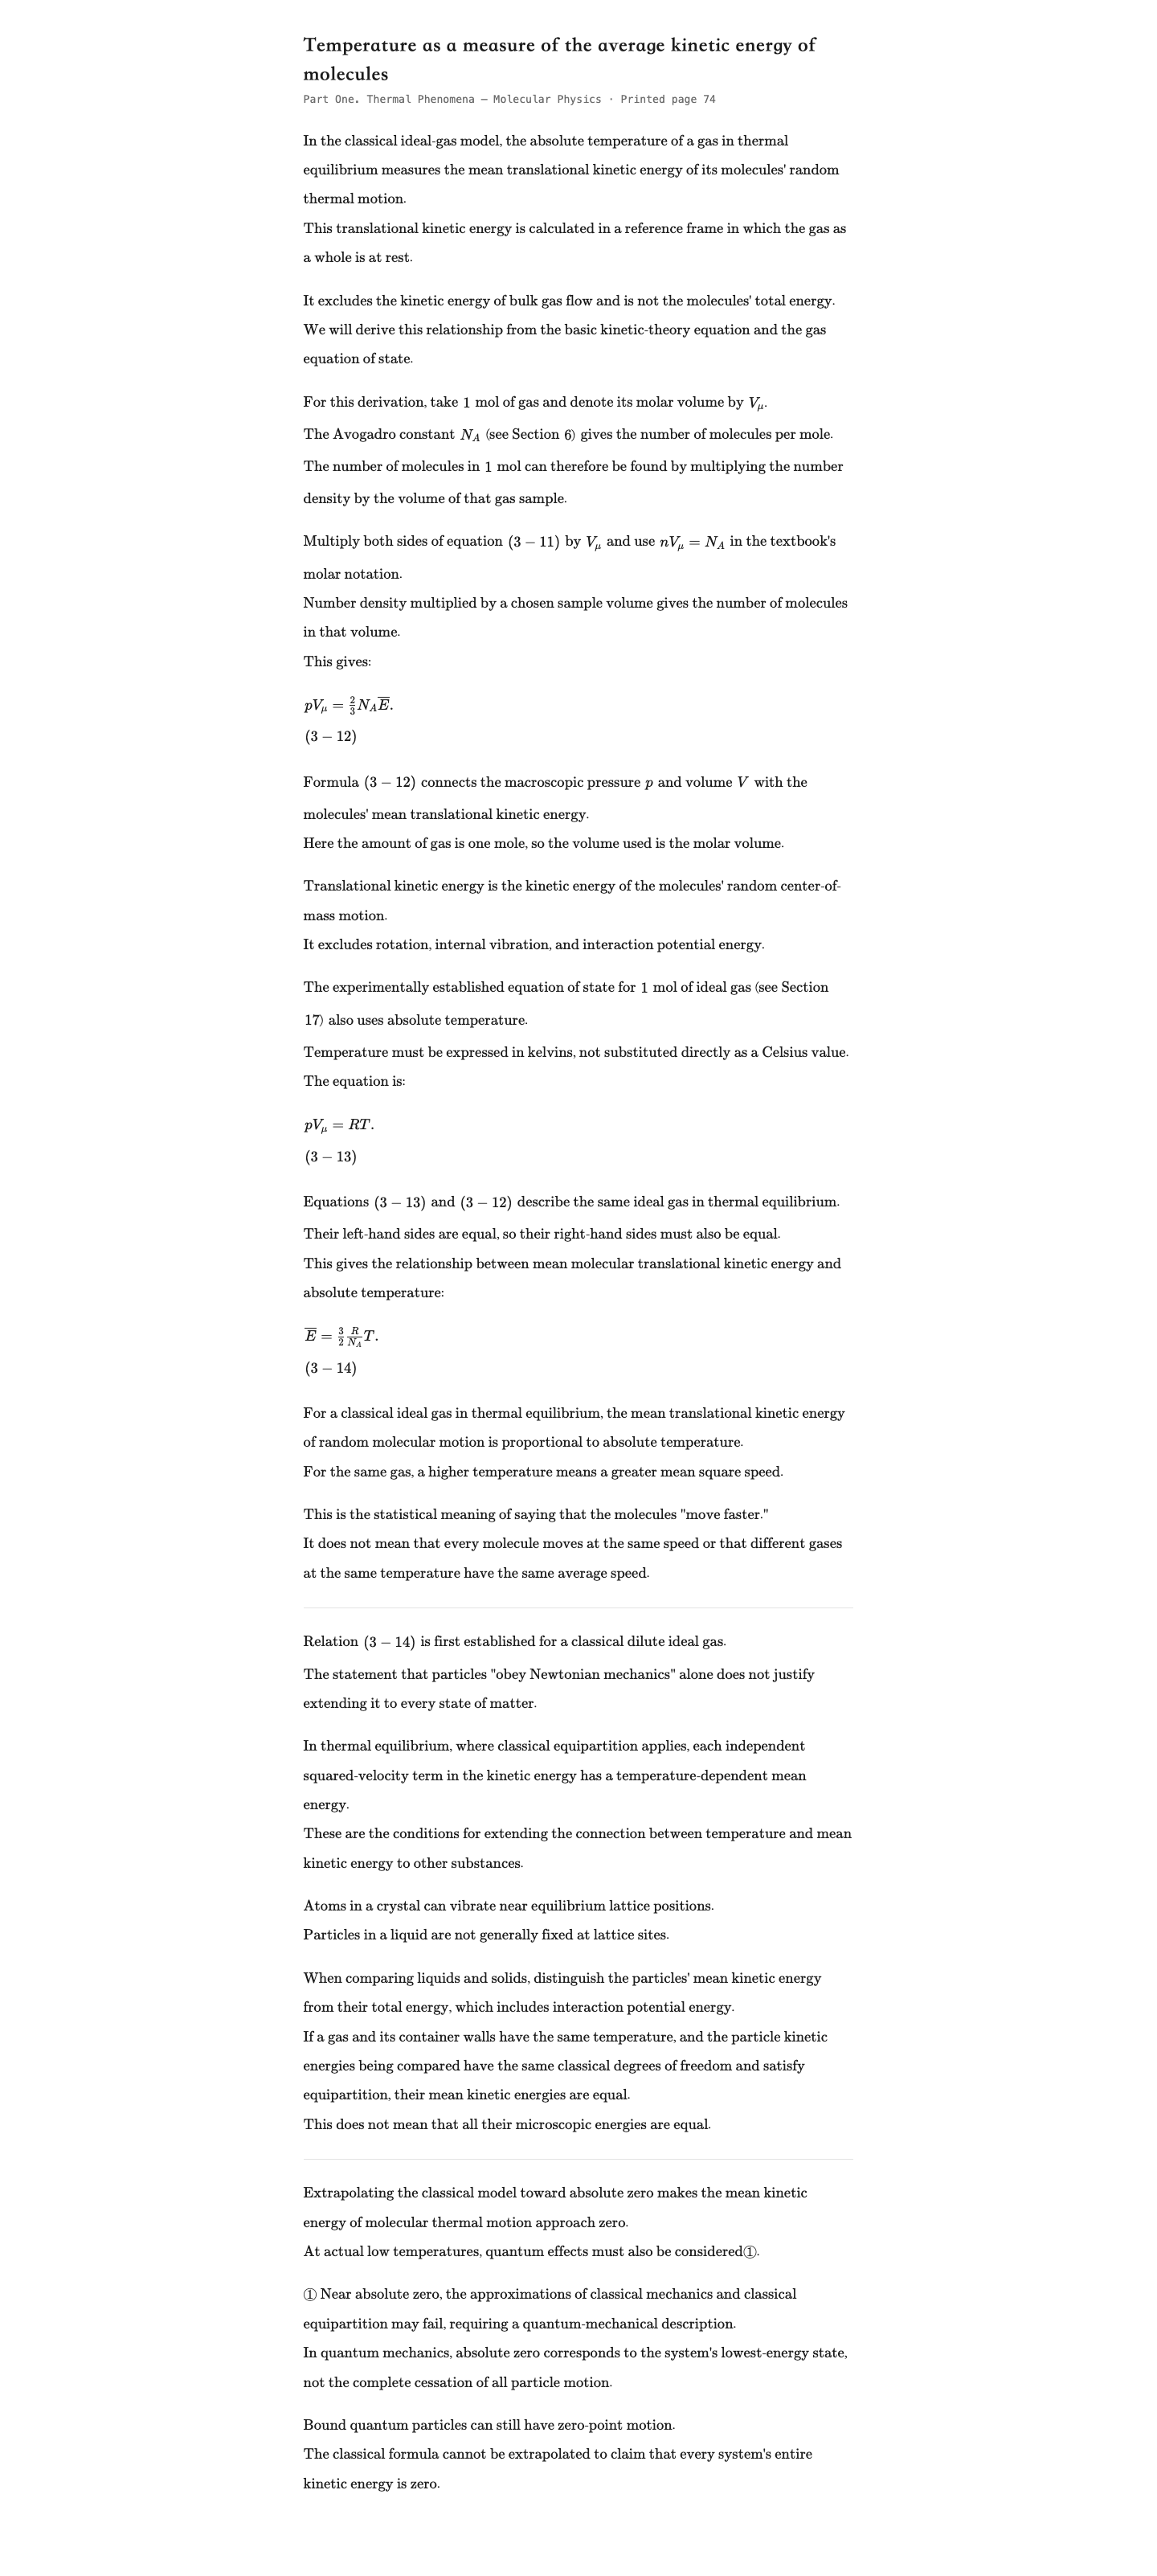 Temperature as a measure of the average kinetic energy of
molecules
Part One. Thermal Phenomena — Molecular Physics · Printed page 74
In the classical ideal-gas model, the absolute temperature of a gas in thermal
equilibrium measures the mean translational kinetic energy of its molecules' random
thermal motion.
This translational kinetic energy is calculated in a reference frame in which the gas as
a whole is at rest.
It excludes the kinetic energy of bulk gas flow and is not the molecules' total energy.
We will derive this relationship from the basic kinetic-theory equation and the gas
equation of state.
For this derivation, take 1 mol of gas and denote its molar volume by $V_\mu$.
The Avogadro constant $N_A$ (see Section 6) gives the number of molecules per mole.
The number of molecules in 1 mol can therefore be found by multiplying the number
density by the volume of that gas sample.
Multiply both sides of equation (3 − 11) by $V_\mu$ and use $nV_\mu = N_A$ in the textbook's
molar notation.
Number density multiplied by a chosen sample volume gives the number of molecules
in that volume.
This gives:
$pV_\mu = \frac{2}{3}N_A\overline{E}.$
(3 − 12)
Formula (3 − 12) connects the macroscopic pressure $p$ and volume $V$ with the
molecules' mean translational kinetic energy.
Here the amount of gas is one mole, so the volume used is the molar volume.
Translational kinetic energy is the kinetic energy of the molecules' random center-of-
mass motion.
It excludes rotation, internal vibration, and interaction potential energy.
The experimentally established equation of state for 1 mol of ideal gas (see Section
17) also uses absolute temperature.
Temperature must be expressed in kelvins, not substituted directly as a Celsius value.
The equation is:
$pV_\mu = RT.$
(3 − 13)
Equations (3 − 13) and (3 − 12) describe the same ideal gas in thermal equilibrium.
Their left-hand sides are equal, so their right-hand sides must also be equal.
This gives the relationship between mean molecular translational kinetic energy and
absolute temperature:
$\overline{E} = \frac{3}{2}\frac{R}{N_A}T.$
(3 − 14)
For a classical ideal gas in thermal equilibrium, the mean translational kinetic energy
of random molecular motion is proportional to absolute temperature.
For the same gas, a higher temperature means a greater mean square speed.
This is the statistical meaning of saying that the molecules "move faster."
It does not mean that every molecule moves at the same speed or that different gases
at the same temperature have the same average speed.
Relation (3 − 14) is first established for a classical dilute ideal gas.
The statement that particles "obey Newtonian mechanics" alone does not justify
extending it to every state of matter.
In thermal equilibrium, where classical equipartition applies, each independent
squared-velocity term in the kinetic energy has a temperature-dependent mean
energy.
These are the conditions for extending the connection between temperature and mean
kinetic energy to other substances.
Atoms in a crystal can vibrate near equilibrium lattice positions.
Particles in a liquid are not generally fixed at lattice sites.
When comparing liquids and solids, distinguish the particles' mean kinetic energy
from their total energy, which includes interaction potential energy.
If a gas and its container walls have the same temperature, and the particle kinetic
energies being compared have the same classical degrees of freedom and satisfy
equipartition, their mean kinetic energies are equal.
This does not mean that all their microscopic energies are equal.
Extrapolating the classical model toward absolute zero makes the mean kinetic
energy of molecular thermal motion approach zero.
At actual low temperatures, quantum effects must also be considered①.
① Near absolute zero, the approximations of classical mechanics and classical
equipartition may fail, requiring a quantum-mechanical description.
In quantum mechanics, absolute zero corresponds to the system's lowest-energy state,
not the complete cessation of all particle motion.
Bound quantum particles can still have zero-point motion.
The classical formula cannot be extrapolated to claim that every system's entire
kinetic energy is zero.